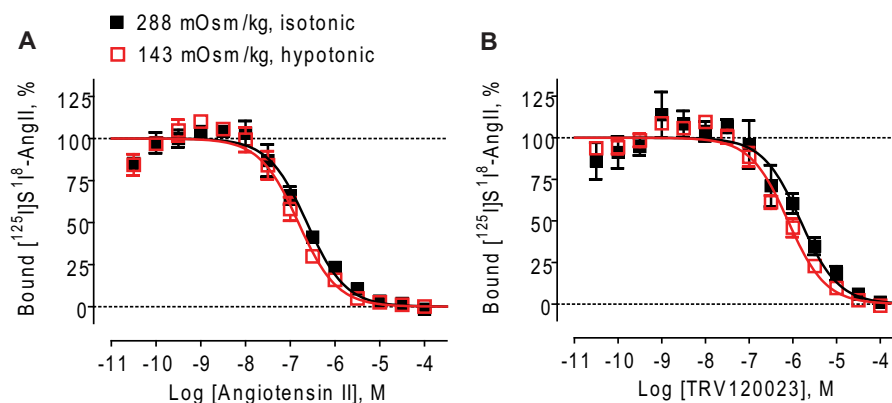 A
288 mOsm/kg, isotonic
143 mOsm/kg, hypotonic
B
Bound [¹²⁵I]S¹I⁸-AngII, %
125
100
75
50
25
0
-11 -10 -9 -8 -7 -6 -5 -4
Log [Angiotensin II], M
Bound [¹²⁵I]S¹I⁸-AngII, %
125
100
75
50
25
0
-11 -10 -9 -8 -7 -6 -5 -4
Log [TRV120023], M